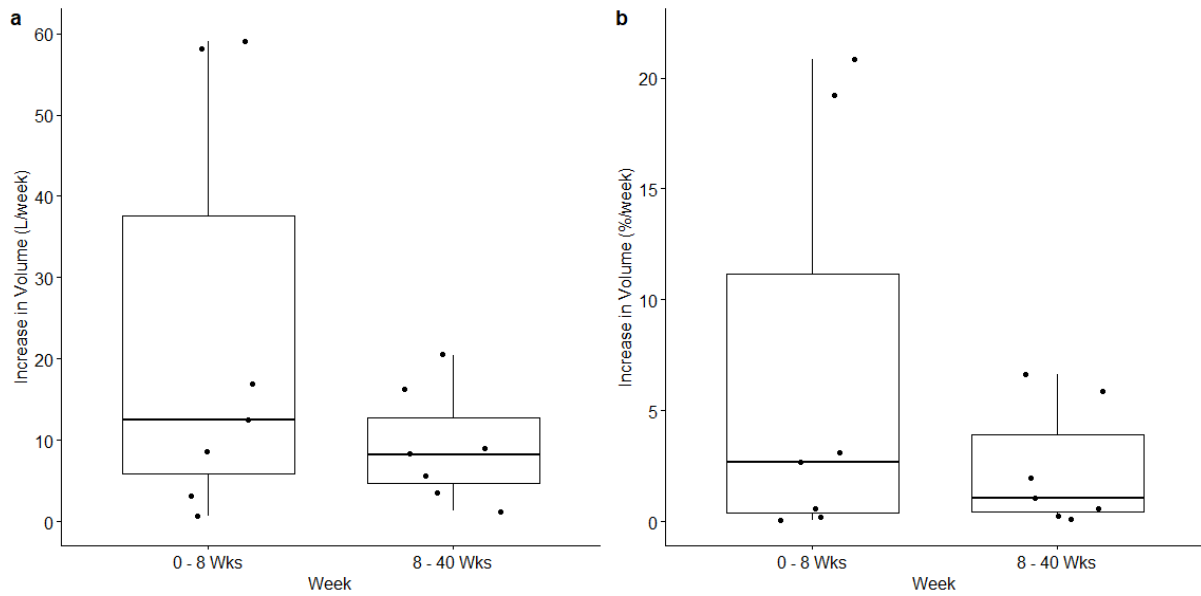 a
Increase in Volume (L/week)
60
50
40
30
20
10
0
0 - 8 Wks
8 - 40 Wks
Week
b
Increase in Volume (%/week)
20
15
10
5
0
0 - 8 Wks
8 - 40 Wks
Week